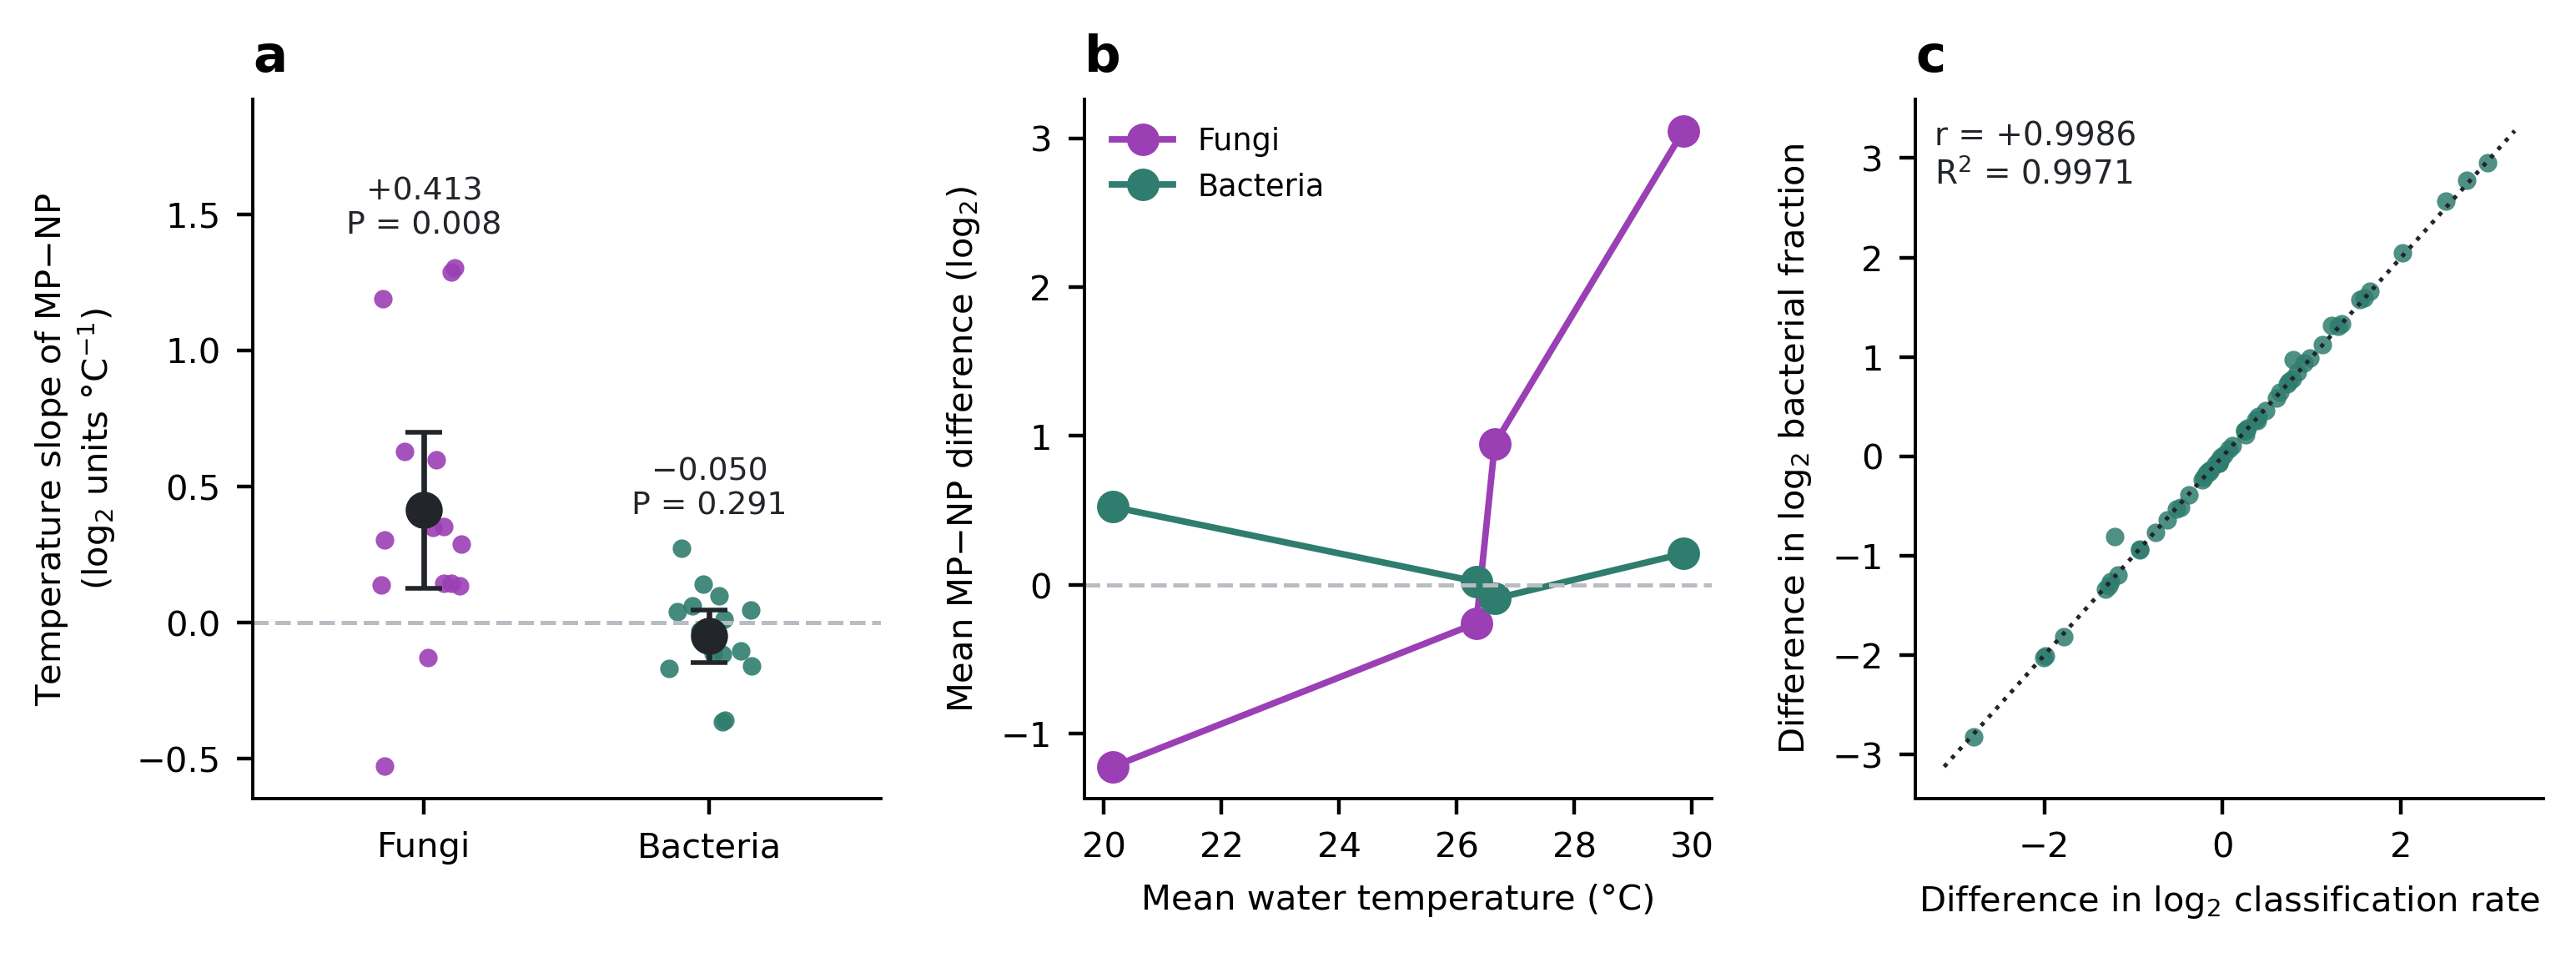 a
Temperature slope of MP−NP
(log₂ units °C⁻¹)
1.5
1.0
0.5
0.0
−0.5
+0.413
P = 0.008
−0.050
P = 0.291
Fungi
Bacteria
b
Mean MP−NP difference (log₂)
3
2
1
0
−1
Fungi
Bacteria
20 22 24 26 28 30
Mean water temperature (°C)
c
Difference in log₂ bacterial fraction
3
2
1
0
−1
−2
−3
r = +0.9986
R² = 0.9971
−2 0 2
Difference in log₂ classification rate